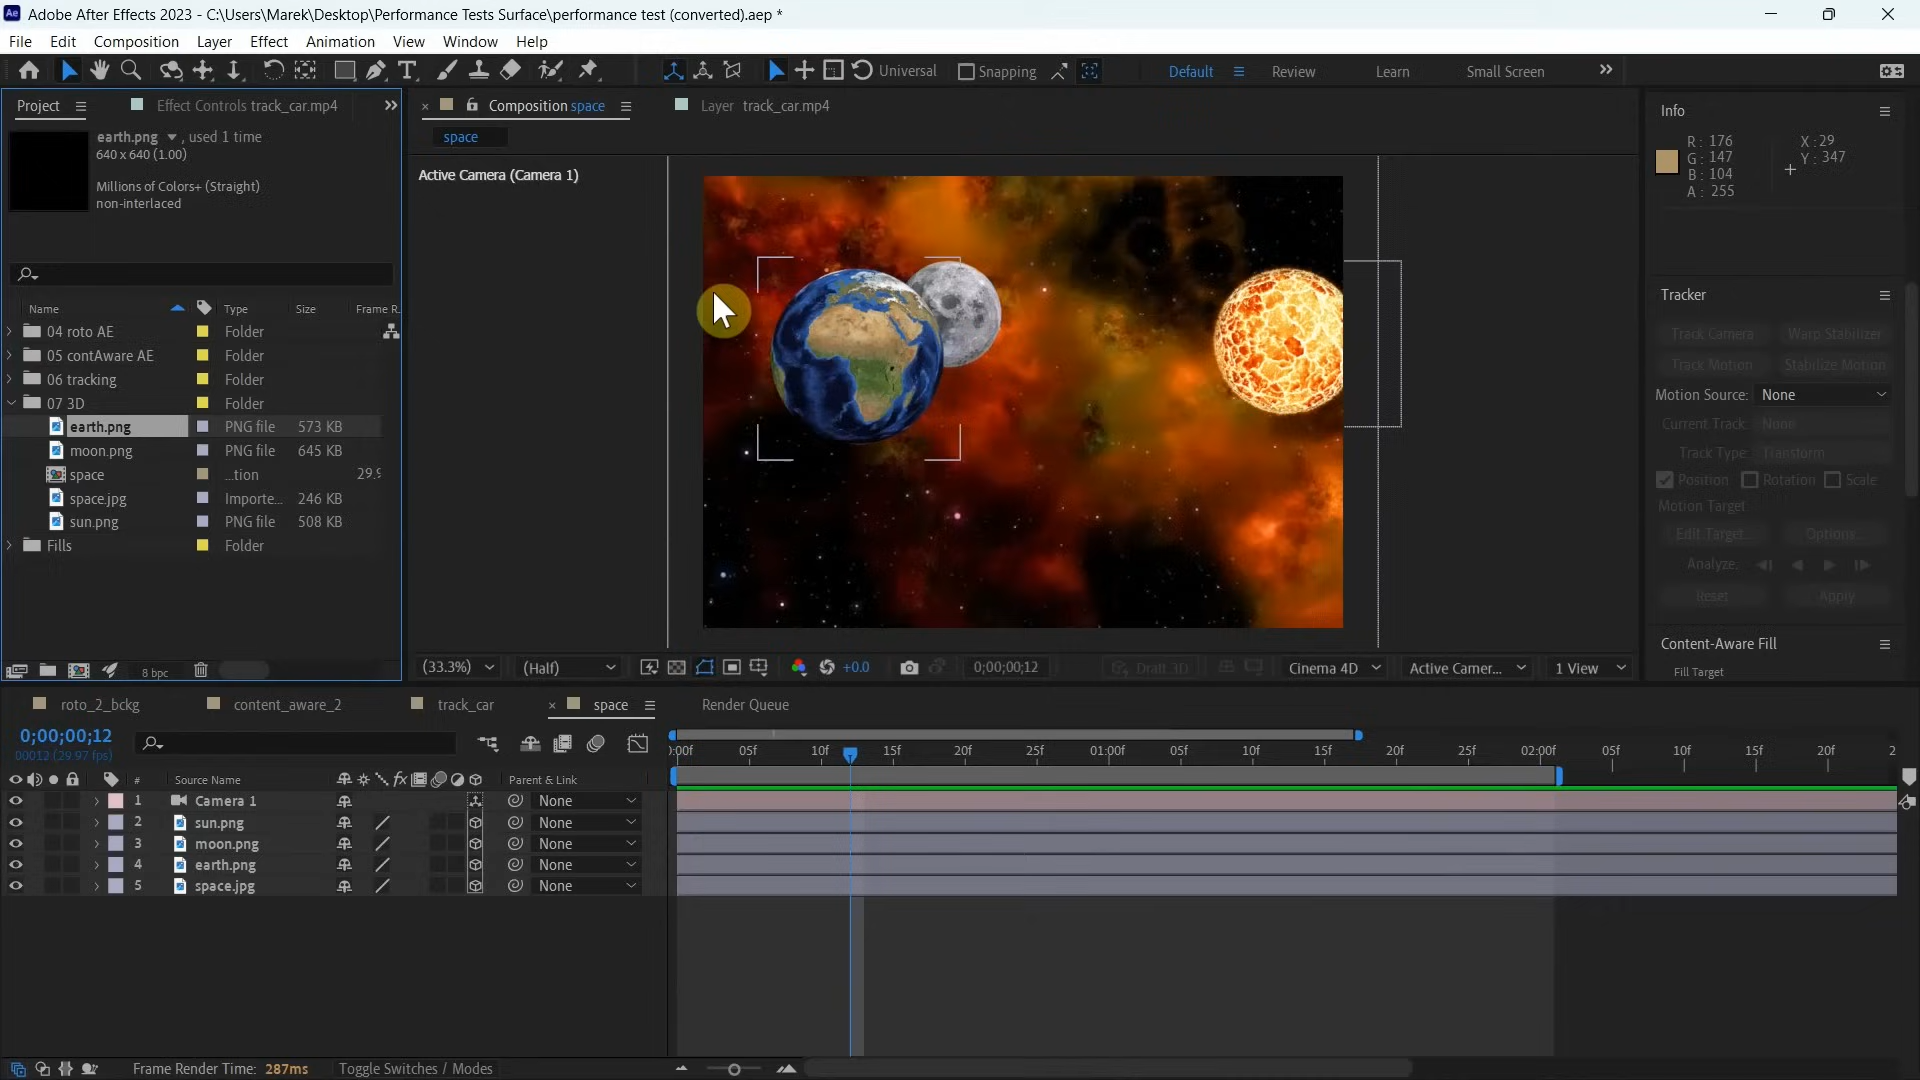 Adobe After Effects 2023 - C:\Users\Marek\Desktop\Performance Tests Surface\performance test (converted).aep *
File Edit Composition Layer Effect Animation View Window Help
Universal Snapping Default Review Learn Small Screen
Project Effect Controls track_car.mp4
Composition space Layer track_car.mp4
Info
earth.png , used 1 time
640 x 640 (1.00)
Millions of Colors+ (Straight)
non-interlaced
space
Active Camera (Camera 1)
R: 176
G: 147
B: 104
A: 255
X: 29
Y: 347
Name Type Size Frame R..
04 roto AE Folder
05 contAware AE Folder
06 tracking Folder
07 3D Folder
earth.png PNG file 573 KB
moon.png PNG file 645 KB
space ...tion 29.9
space.jpg Importe... 246 KB
sun.png PNG file 508 KB
Fills Folder
8 bpc
Tracker
Track Camera Warp Stabilizer
Track Motion Stabilize Motion
Motion Source: None
Current Track: None
Track Type: Transform
Position Rotation Scale
Motion Target
Edit Target... Options...
Analyze:
Reset Apply
Content-Aware Fill
Fill Target
(33.3%) (Half) +0.0 0;00;00;12 Draft 3D Cinema 4D Active Camer... 1 View
roto_2_bckg content_aware_2 track_car space Render Queue
0;00;00;12
00012 (29.97 fps)
):00f 05f 10f 15f 20f 25f 01:00f 05f 10f 15f 20f 25f 02:00f 05f 10f 15f 20f 2
# Source Name fx Parent & Link
1 Camera 1 None
2 sun.png None
3 moon.png None
4 earth.png None
5 space.jpg None
Frame Render Time: 287ms Toggle Switches / Modes